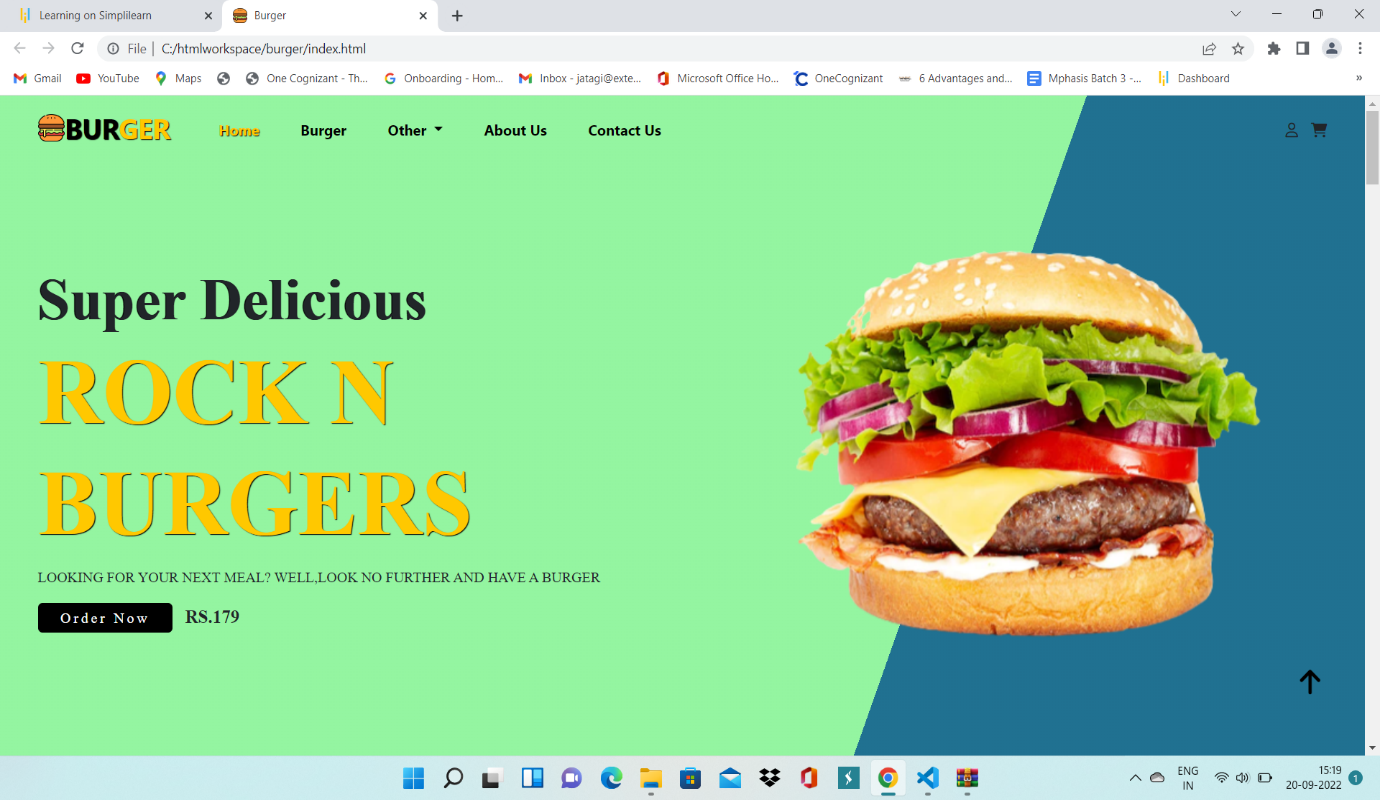 Learning on Simplilearn
Burger
File | C:/htmlworkspace/burger/index.html
Gmail
YouTube
Maps
One Cognizant - Th...
Onboarding - Hom...
Inbox - jatagi@exte...
Microsoft Office Ho...
OneCognizant
6 Advantages and...
Mphasis Batch 3 -...
Dashboard
»
BURGER
Home
Burger
Other
About Us
Contact Us
Super Delicious
ROCK N
BURGERS
LOOKING FOR YOUR NEXT MEAL? WELL,LOOK NO FURTHER AND HAVE A BURGER
Order Now
RS.179
ENG
IN
15:19
20-09-2022
1